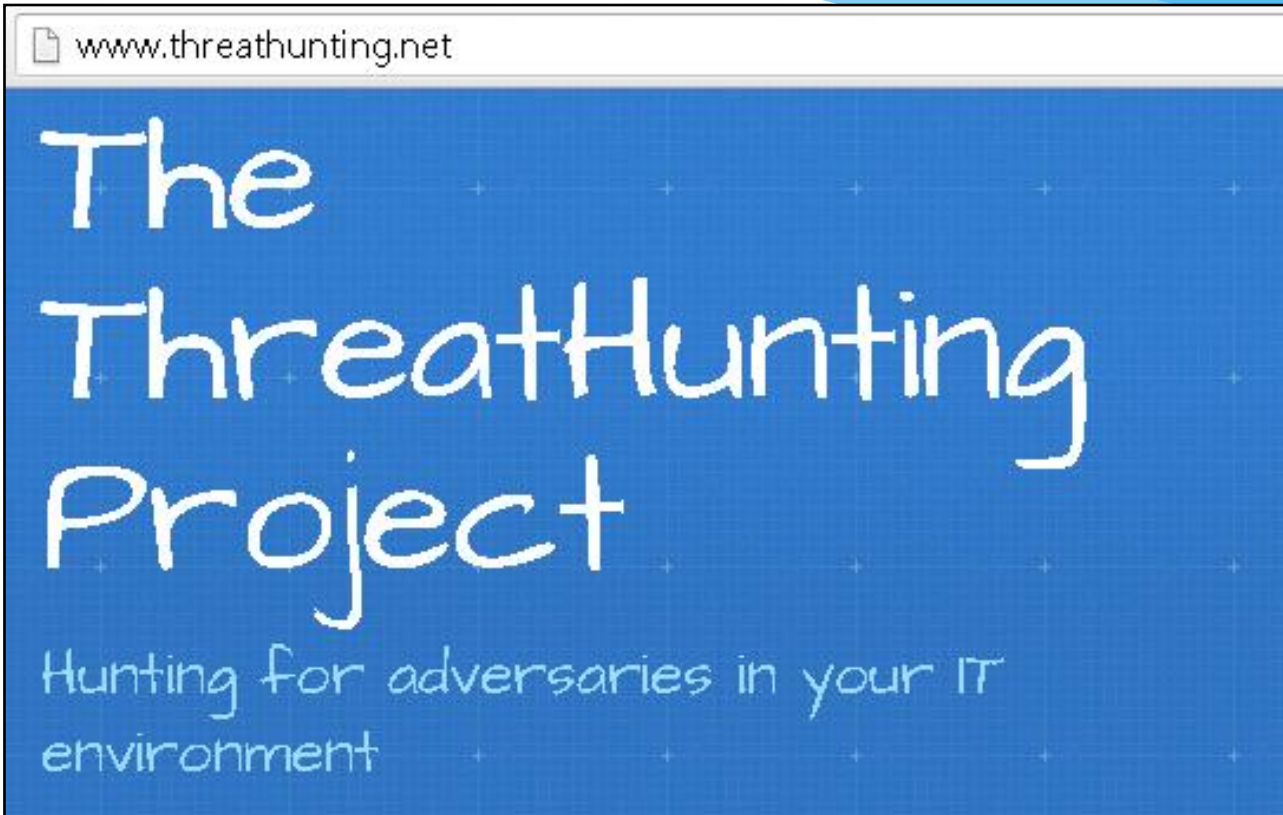 www.threathunting.net
The
ThreatHunting
Project
Hunting for adversaries in your IT
environment